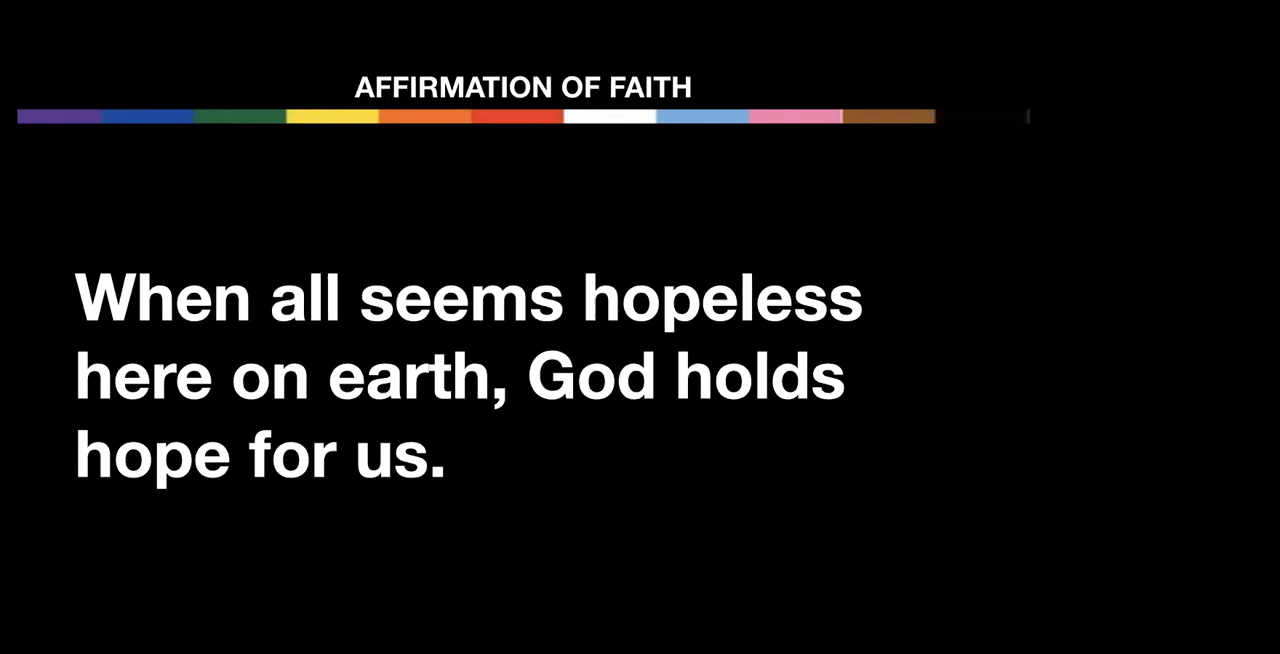 AFFIRMATION OF FAITH
When all seems hopeless
here on earth, God holds
hope for us.